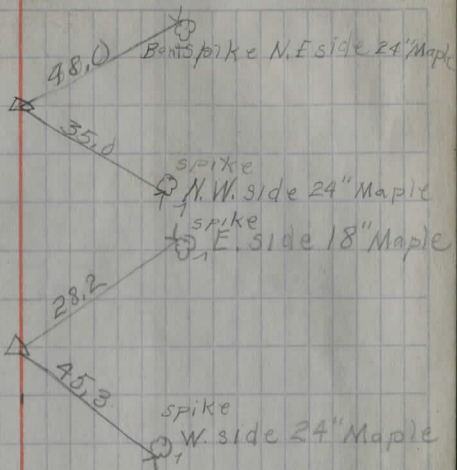 48.0
Bent spike N.E side 24" Maple
35.0
spike
N.W. side 24" Maple
spike
E. side 18" Maple
28.2
45.3
spike
W. side 24" Maple